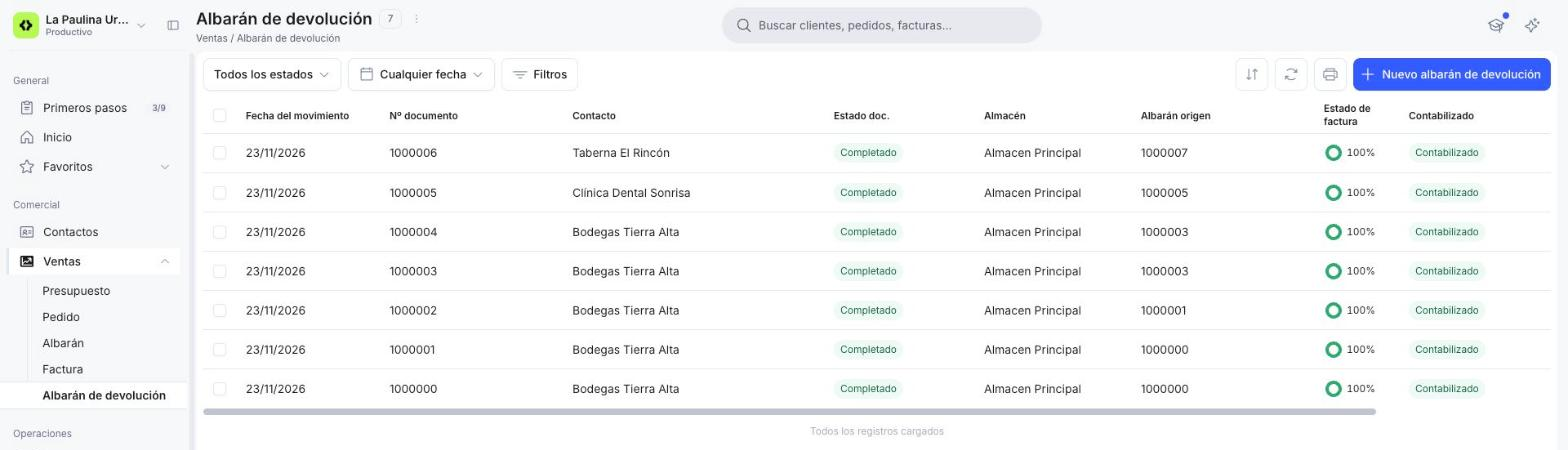 La Paulina Ur...
Productivo
Albarán de devolución 7
Ventas / Albarán de devolución
Buscar clientes, pedidos, facturas...
General
Primeros pasos 3/9
Inicio
Favoritos
Comercial
Contactos
Ventas
Presupuesto
Pedido
Albarán
Factura
Albarán de devolución
Operaciones
Todos los estados Cualquier fecha Filtros Nuevo albarán de devolución
Fecha del movimiento Nº documento Contacto Estado doc. Almacén Albarán origen Estado de factura Contabilizado
23/11/2026 1000006 Taberna El Rincón Completado Almacen Principal 1000007 100% Contabilizado
23/11/2026 1000005 Clínica Dental Sonrisa Completado Almacen Principal 1000005 100% Contabilizado
23/11/2026 1000004 Bodegas Tierra Alta Completado Almacen Principal 1000003 100% Contabilizado
23/11/2026 1000003 Bodegas Tierra Alta Completado Almacen Principal 1000003 100% Contabilizado
23/11/2026 1000002 Bodegas Tierra Alta Completado Almacen Principal 1000001 100% Contabilizado
23/11/2026 1000001 Bodegas Tierra Alta Completado Almacen Principal 1000000 100% Contabilizado
23/11/2026 1000000 Bodegas Tierra Alta Completado Almacen Principal 1000000 100% Contabilizado
Todos los registros cargados